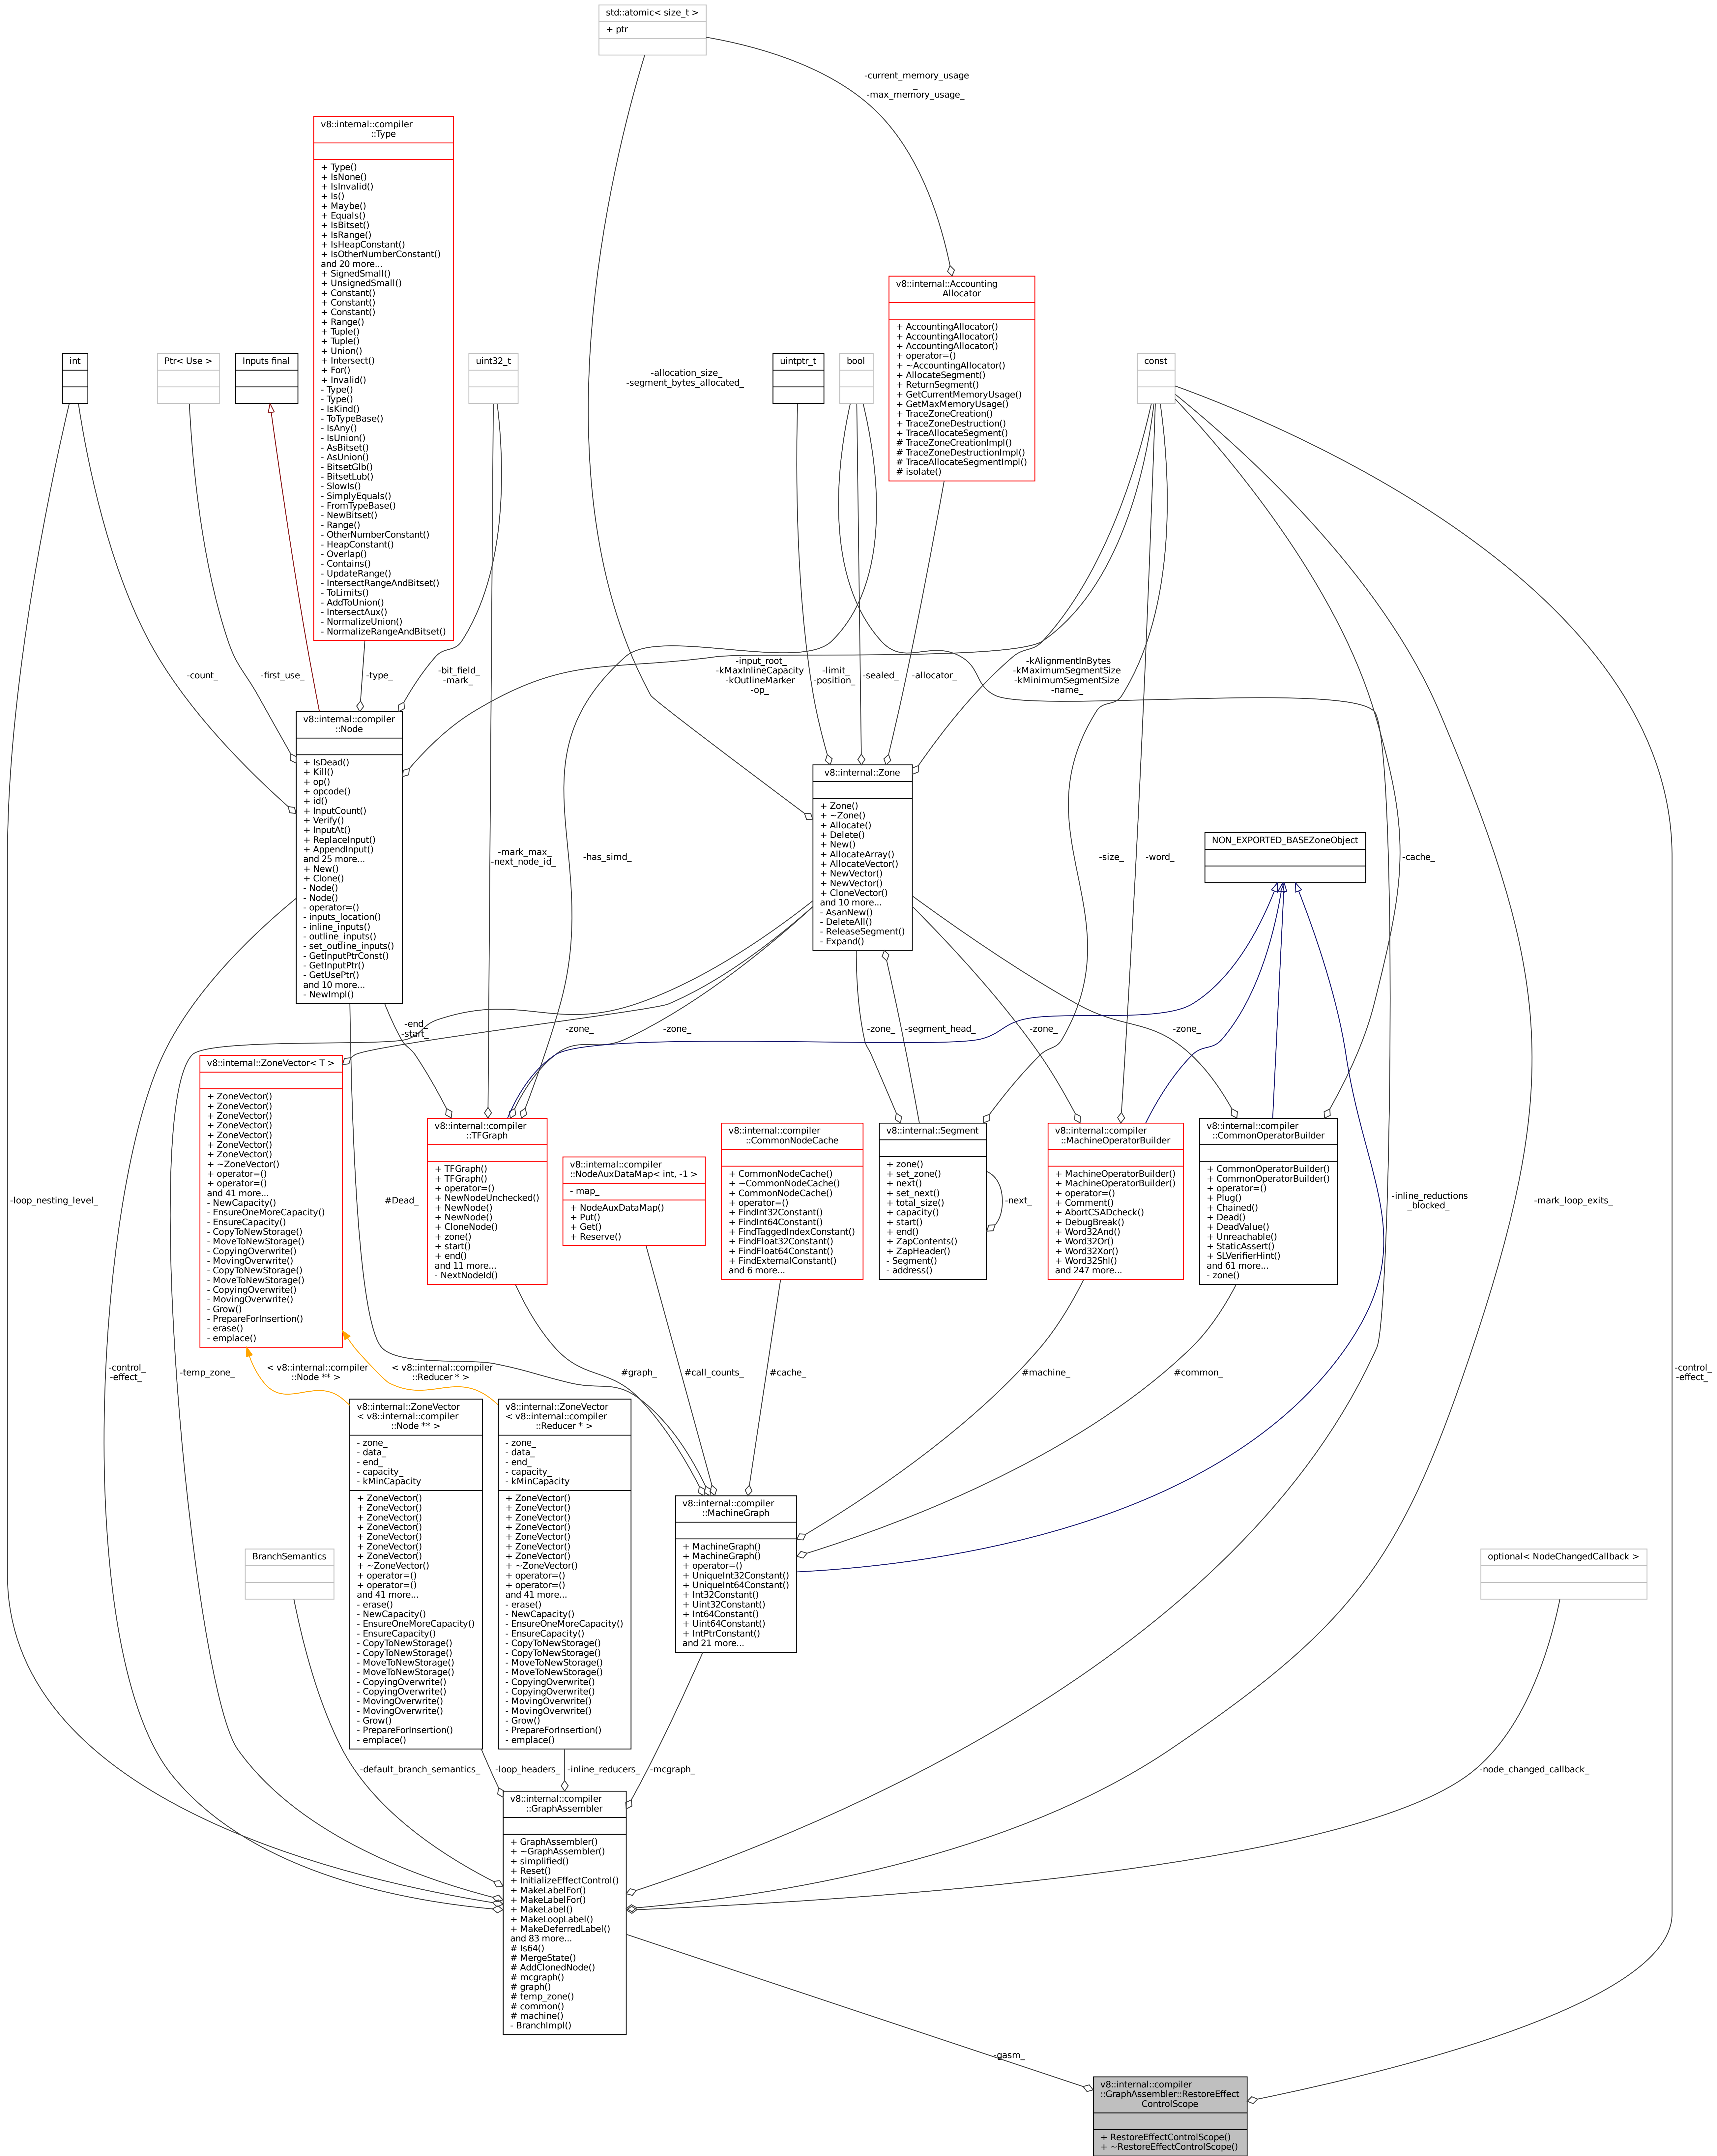 std::atomic< size_t >
+ ptr
-current_memory_usage
_
-max_memory_usage_
v8::internal::compiler
::Type
+ Type()
+ IsNone()
+ IsInvalid()
+ Is()
+ Maybe()
+ Equals()
+ IsBitset()
+ IsRange()
+ IsHeapConstant()
+ IsOtherNumberConstant()
and 20 more...
+ SignedSmall()
+ UnsignedSmall()
+ Constant()
+ Constant()
+ Constant()
+ Range()
+ Tuple()
+ Tuple()
+ Union()
+ Intersect()
+ For()
+ Invalid()
- Type()
- Type()
- IsKind()
- ToTypeBase()
- IsAny()
- IsUnion()
- AsBitset()
- AsUnion()
- BitsetGlb()
- BitsetLub()
- SlowIs()
- SimplyEquals()
- FromTypeBase()
- NewBitset()
- Range()
- OtherNumberConstant()
- HeapConstant()
- Overlap()
- Contains()
- UpdateRange()
- IntersectRangeAndBitset()
- ToLimits()
- AddToUnion()
- IntersectAux()
- NormalizeUnion()
- NormalizeRangeAndBitset()
v8::internal::Accounting
Allocator
+ AccountingAllocator()
+ AccountingAllocator()
+ AccountingAllocator()
+ operator=()
+ ~AccountingAllocator()
+ AllocateSegment()
+ ReturnSegment()
+ GetCurrentMemoryUsage()
+ GetMaxMemoryUsage()
+ TraceZoneCreation()
+ TraceZoneDestruction()
+ TraceAllocateSegment()
# TraceZoneCreationImpl()
# TraceZoneDestructionImpl()
# TraceAllocateSegmentImpl()
# isolate()
int
Ptr< Use >
Inputs final
uint32_t
uintptr_t
bool
const
-allocation_size_
-segment_bytes_allocated_
-count_
-first_use_
-type_
-bit_field_
-mark_
-input_root_
-kMaxInlineCapacity
-kOutlineMarker
-op_
-limit_
-position_
-sealed_
-allocator_
-kAlignmentInBytes
-kMaximumSegmentSize
-kMinimumSegmentSize
-name_
v8::internal::compiler
::Node
+ IsDead()
+ Kill()
+ op()
+ opcode()
+ id()
+ InputCount()
+ Verify()
+ InputAt()
+ ReplaceInput()
+ AppendInput()
and 25 more...
+ New()
+ Clone()
- Node()
- Node()
- operator=()
- inputs_location()
- inline_inputs()
- outline_inputs()
- set_outline_inputs()
- GetInputPtrConst()
- GetInputPtr()
- GetUsePtr()
and 10 more...
- NewImpl()
v8::internal::Zone
+ Zone()
+ ~Zone()
+ Allocate()
+ Delete()
+ New()
+ AllocateArray()
+ AllocateVector()
+ NewVector()
+ NewVector()
+ CloneVector()
and 10 more...
- AsanNew()
- DeleteAll()
- ReleaseSegment()
- Expand()
-mark_max_
-next_node_id_
-has_simd_
-size_
-word_
NON_EXPORTED_BASEZoneObject
-cache_
-end_
-start_
-zone_
-zone_
-zone_
-segment_head_
-zone_
-zone_
v8::internal::ZoneVector< T >
+ ZoneVector()
+ ZoneVector()
+ ZoneVector()
+ ZoneVector()
+ ZoneVector()
+ ZoneVector()
+ ZoneVector()
+ ~ZoneVector()
+ operator=()
+ operator=()
and 41 more...
- NewCapacity()
- EnsureOneMoreCapacity()
- EnsureCapacity()
- CopyToNewStorage()
- MoveToNewStorage()
- CopyingOverwrite()
- MovingOverwrite()
- CopyToNewStorage()
- MoveToNewStorage()
- CopyingOverwrite()
- MovingOverwrite()
- Grow()
- PrepareForInsertion()
- erase()
- emplace()
v8::internal::compiler
::TFGraph
+ TFGraph()
+ TFGraph()
+ operator=()
+ NewNodeUnchecked()
+ NewNode()
+ NewNode()
+ CloneNode()
+ zone()
+ start()
+ end()
and 11 more...
- NextNodeId()
v8::internal::compiler
::NodeAuxDataMap< int, -1 >
- map_
+ NodeAuxDataMap()
+ Put()
+ Get()
+ Reserve()
v8::internal::compiler
::CommonNodeCache
+ CommonNodeCache()
+ ~CommonNodeCache()
+ CommonNodeCache()
+ operator=()
+ FindInt32Constant()
+ FindInt64Constant()
+ FindTaggedIndexConstant()
+ FindFloat32Constant()
+ FindFloat64Constant()
+ FindExternalConstant()
and 6 more...
v8::internal::Segment
+ zone()
+ set_zone()
+ next()
+ set_next()
+ total_size()
+ capacity()
+ start()
+ end()
+ ZapContents()
+ ZapHeader()
- Segment()
- address()
-next_
v8::internal::compiler
::MachineOperatorBuilder
+ MachineOperatorBuilder()
+ MachineOperatorBuilder()
+ operator=()
+ Comment()
+ AbortCSADcheck()
+ DebugBreak()
+ Word32And()
+ Word32Or()
+ Word32Xor()
+ Word32Shl()
and 247 more...
v8::internal::compiler
::CommonOperatorBuilder
+ CommonOperatorBuilder()
+ CommonOperatorBuilder()
+ operator=()
+ Plug()
+ Chained()
+ Dead()
+ DeadValue()
+ Unreachable()
+ StaticAssert()
+ SLVerifierHint()
and 61 more...
- zone()
-loop_nesting_level_
#Dead_
-inline_reductions
_blocked_
-mark_loop_exits_
-control_
-effect_
-temp_zone_
< v8::internal::compiler
::Node ** >
< v8::internal::compiler
::Reducer * >
#graph_
#call_counts_
#cache_
#machine_
#common_
-control_
-effect_
v8::internal::ZoneVector
< v8::internal::compiler
::Node ** >
- zone_
- data_
- end_
- capacity_
- kMinCapacity
+ ZoneVector()
+ ZoneVector()
+ ZoneVector()
+ ZoneVector()
+ ZoneVector()
+ ZoneVector()
+ ZoneVector()
+ ~ZoneVector()
+ operator=()
+ operator=()
and 41 more...
- erase()
- NewCapacity()
- EnsureOneMoreCapacity()
- EnsureCapacity()
- CopyToNewStorage()
- CopyToNewStorage()
- MoveToNewStorage()
- MoveToNewStorage()
- CopyingOverwrite()
- CopyingOverwrite()
- MovingOverwrite()
- MovingOverwrite()
- Grow()
- PrepareForInsertion()
- emplace()
v8::internal::ZoneVector
< v8::internal::compiler
::Reducer * >
- zone_
- data_
- end_
- capacity_
- kMinCapacity
+ ZoneVector()
+ ZoneVector()
+ ZoneVector()
+ ZoneVector()
+ ZoneVector()
+ ZoneVector()
+ ZoneVector()
+ ~ZoneVector()
+ operator=()
+ operator=()
and 41 more...
- erase()
- NewCapacity()
- EnsureOneMoreCapacity()
- EnsureCapacity()
- CopyToNewStorage()
- CopyToNewStorage()
- MoveToNewStorage()
- MoveToNewStorage()
- CopyingOverwrite()
- CopyingOverwrite()
- MovingOverwrite()
- MovingOverwrite()
- Grow()
- PrepareForInsertion()
- emplace()
v8::internal::compiler
::MachineGraph
+ MachineGraph()
+ MachineGraph()
+ operator=()
+ UniqueInt32Constant()
+ UniqueInt64Constant()
+ Int32Constant()
+ Uint32Constant()
+ Int64Constant()
+ Uint64Constant()
+ IntPtrConstant()
and 21 more...
BranchSemantics
optional< NodeChangedCallback >
-default_branch_semantics_
-loop_headers_
-inline_reducers_
-mcgraph_
-node_changed_callback_
v8::internal::compiler
::GraphAssembler
+ GraphAssembler()
+ ~GraphAssembler()
+ simplified()
+ Reset()
+ InitializeEffectControl()
+ MakeLabelFor()
+ MakeLabelFor()
+ MakeLabel()
+ MakeLoopLabel()
+ MakeDeferredLabel()
and 83 more...
# Is64()
# MergeState()
# AddClonedNode()
# mcgraph()
# graph()
# temp_zone()
# common()
# machine()
- BranchImpl()
-gasm_
v8::internal::compiler
::GraphAssembler::RestoreEffect
ControlScope
+ RestoreEffectControlScope()
+ ~RestoreEffectControlScope()